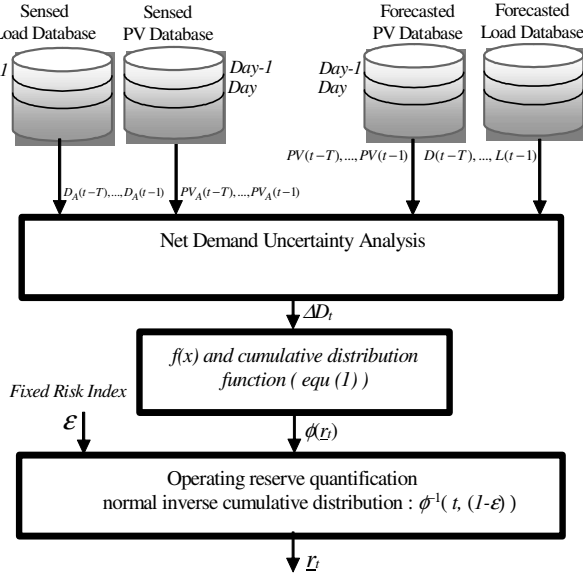 Sensed
Load Database
Sensed
PV Database
Forecasted
PV Database
Forecasted
Load Database
1
Day-1
Day
Day-1
Day
D_A(t−T),...,D_A(t−1)
PV_A(t−T),...,PV_A(t−1)
PV(t−T),...,PV(t−1)
D(t−T),..., L(t−1)
Net Demand Uncertainty Analysis
ΔD_t
f(x) and cumulative distribution
function ( equ (1) )
Fixed Risk Index
ε
ϕ(r_t)
Operating reserve quantification
normal inverse cumulative distribution : ϕ⁻¹( t, (1-ε) )
r_t